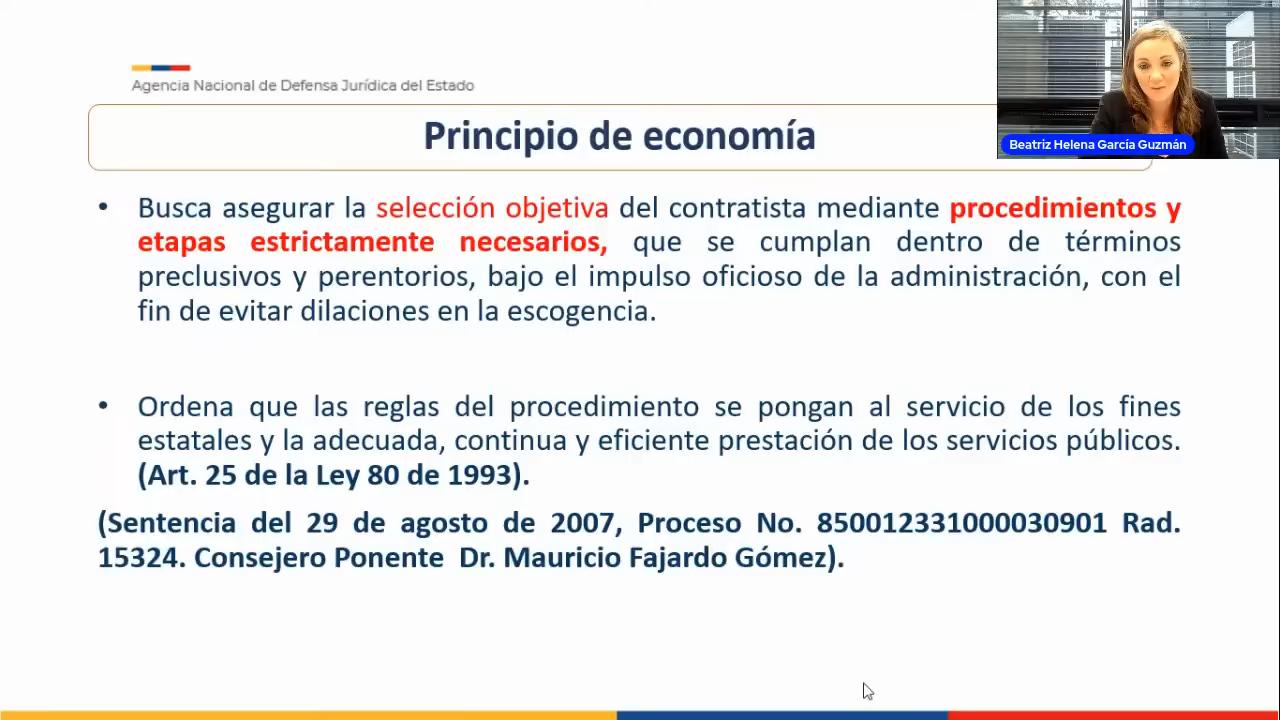 Agencia Nacional de Defensa Jurídica del Estado
Beatriz Helena García Guzmán
Principio de economía
• Busca asegurar la selección objetiva del contratista mediante procedimientos y
etapas estrictamente necesarios, que se cumplan dentro de términos
preclusivos y perentorios, bajo el impulso oficioso de la administración, con el
fin de evitar dilaciones en la escogencia.
• Ordena que las reglas del procedimiento se pongan al servicio de los fines
estatales y la adecuada, continua y eficiente prestación de los servicios públicos.
(Art. 25 de la Ley 80 de 1993).
(Sentencia del 29 de agosto de 2007, Proceso No. 850012331000030901 Rad.
15324. Consejero Ponente Dr. Mauricio Fajardo Gómez).